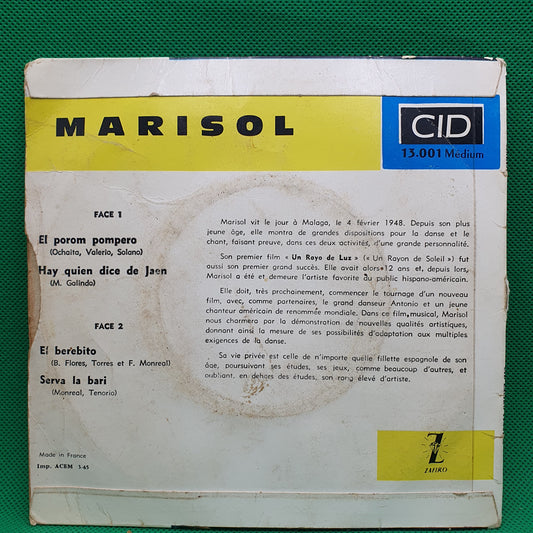 MARISOL
CID
13.001 Medium
FACE 1
El porom pompero
(Ochaita, Valerio, Solano)
Hay quien dice de Jaen
(M. Galindo)
FACE 2
El berebito
(B. Flores, Torres et F. Monreal)
Serva la bari
(Monreal, Tenorio)
Made in France
Imp. ACEM 3-65
Marisol vit le jour à Malaga, le 4 février 1948. Depuis son plus
jeune âge, elle montra de grandes dispositions pour la danse et le
chant, faisant preuve, dans ces deux activités, d'une grande personnalité.
Son premier film « Un Rayo de Luz » (« Un Rayon de Soleil ») fut
aussi son premier grand succès. Elle avait alors 12 ans et, depuis lors,
Marisol a été et demeure l'artiste favorite du public hispano-américain.
Elle doit, très prochainement, commencer le tournage d'un nouveau
film, avec, comme partenaires, le grand danseur Antonio et un jeune
chanteur américain de renommée mondiale. Dans ce film, musical, Marisol
nous charmera par la démonstration de nouvelles qualités artistiques,
donnant ainsi la mesure de ses possibilités d'adaptation aux multiples
exigences de la danse.
Sa vie privée est celle de n'importe quelle fillette espagnole de son
âge, poursuivant ses études, ses jeux, comme beaucoup d'autres, et
oubliant, en dehors des études, son rang élevé d'artiste.
ZAFIRO